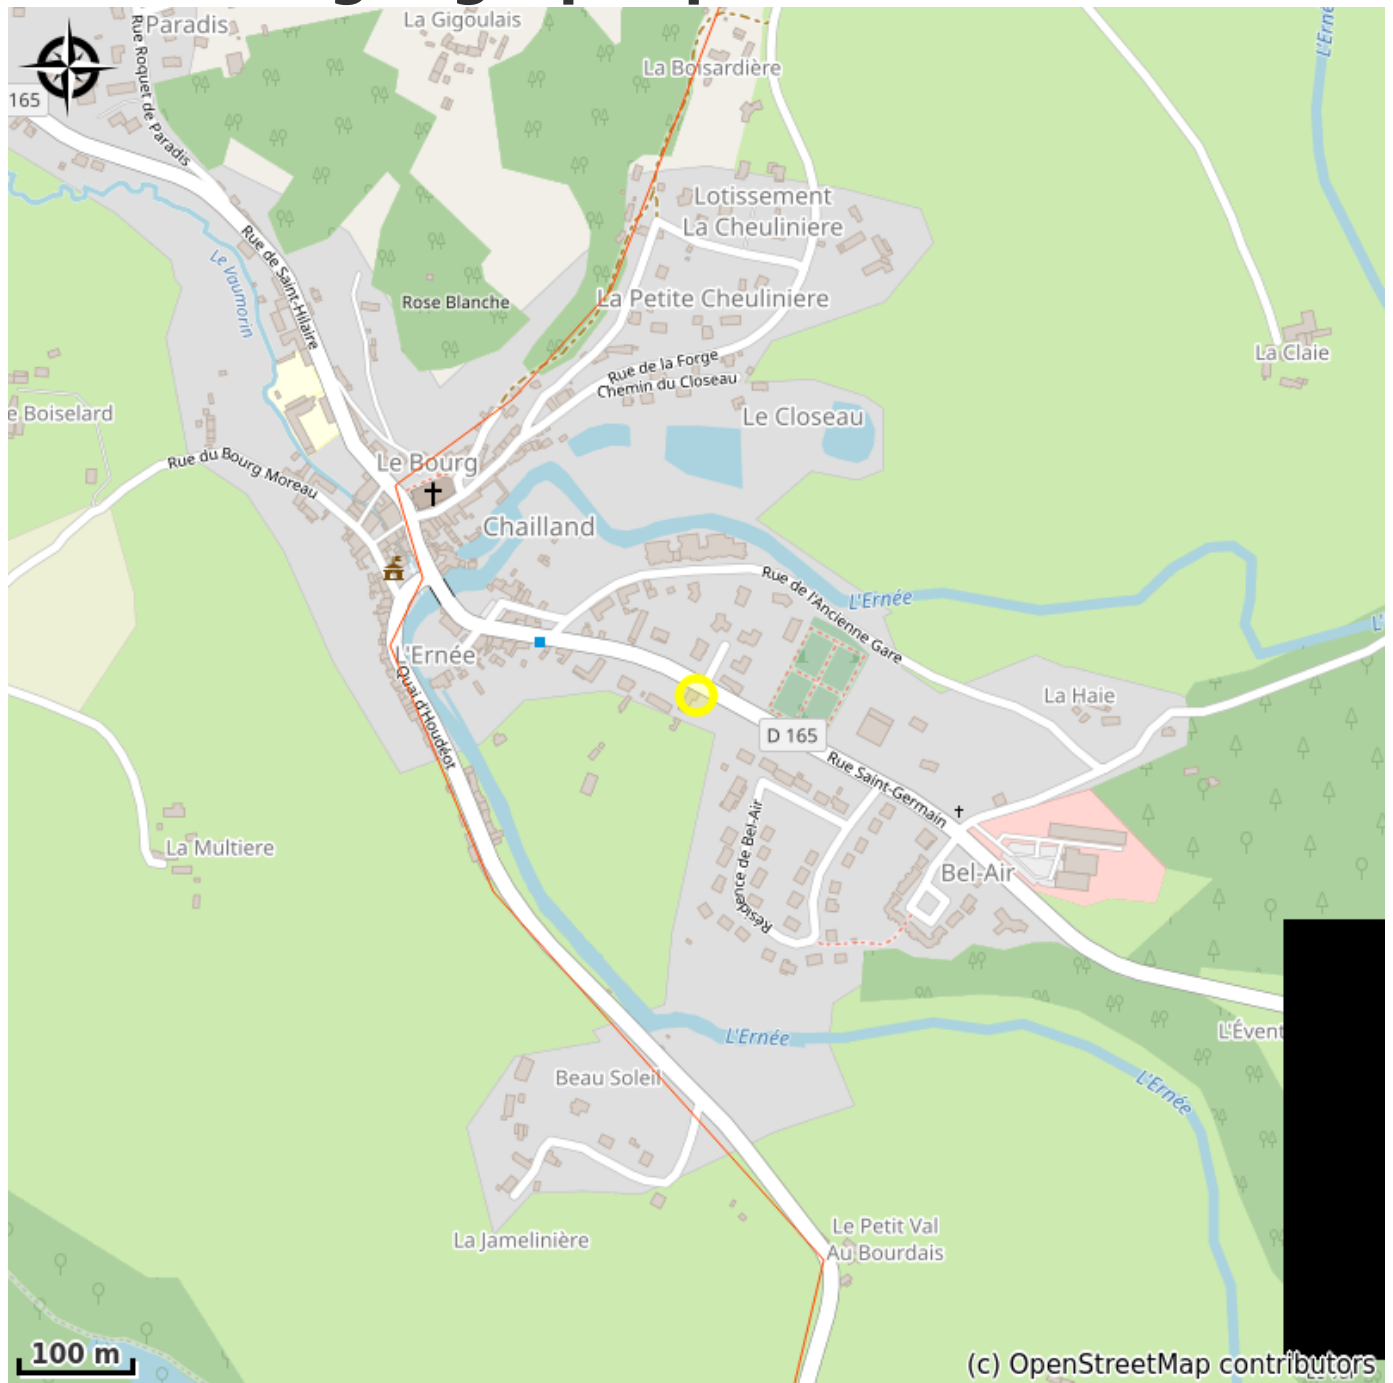 Paradis
La Gigoulais
L'Ernée
Rue Roquet de Paradis
La Boisardière
165
Lotissement
La Cheuliniere
Rue de Saint-Hilaire
Le Vaumorin
Rose Blanche
La Petite Cheuliniere
La Claie
Rue de la Forge
Chemin du Closeau
e Boiselard
Le Closeau
Rue du Bourg Moreau
Le Bourg
Chailland
Rue de l'Ancienne Gare
L'Ernée
L'
L'Ernée
Quai d'Houdéot
La Haie
D 165
Rue Saint-Germain
Résidence de Bel-Air
La Multiere
Bel-Air
L'Ernée
L'Évent
Beau Soleil
L'Ernée
La Jamelinière
Le Petit Val
Au Bourdais
100 m
(c) OpenStreetMap contributors